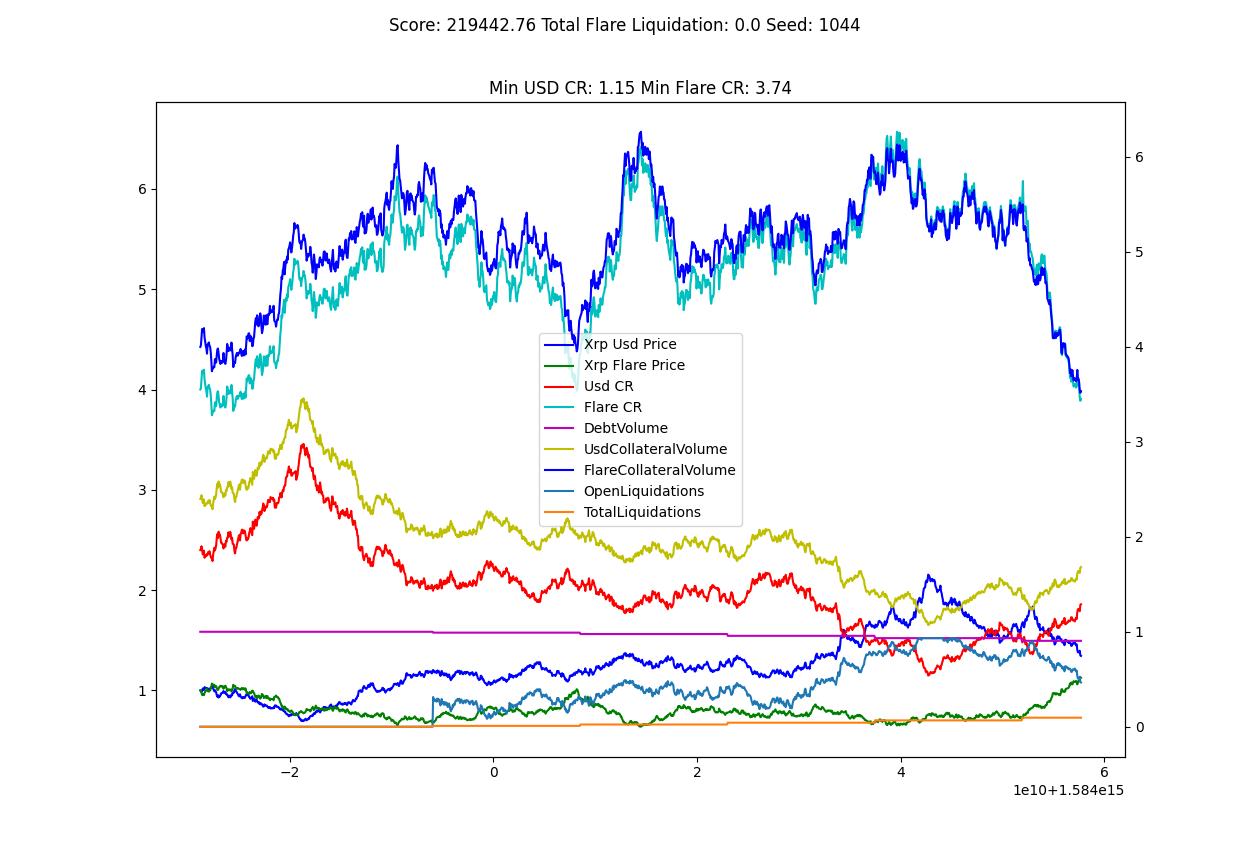 Score: 219442.76 Total Flare Liquidation: 0.0 Seed: 1044
Min USD CR: 1.15 Min Flare CR: 3.74
6
5
4
3
2
1
6
5
4
3
2
1
0
Xrp Usd Price
Xrp Flare Price
Usd CR
Flare CR
DebtVolume
UsdCollateralVolume
FlareCollateralVolume
OpenLiquidations
TotalLiquidations
−2 0 2 4 6
1e10+1.584e15